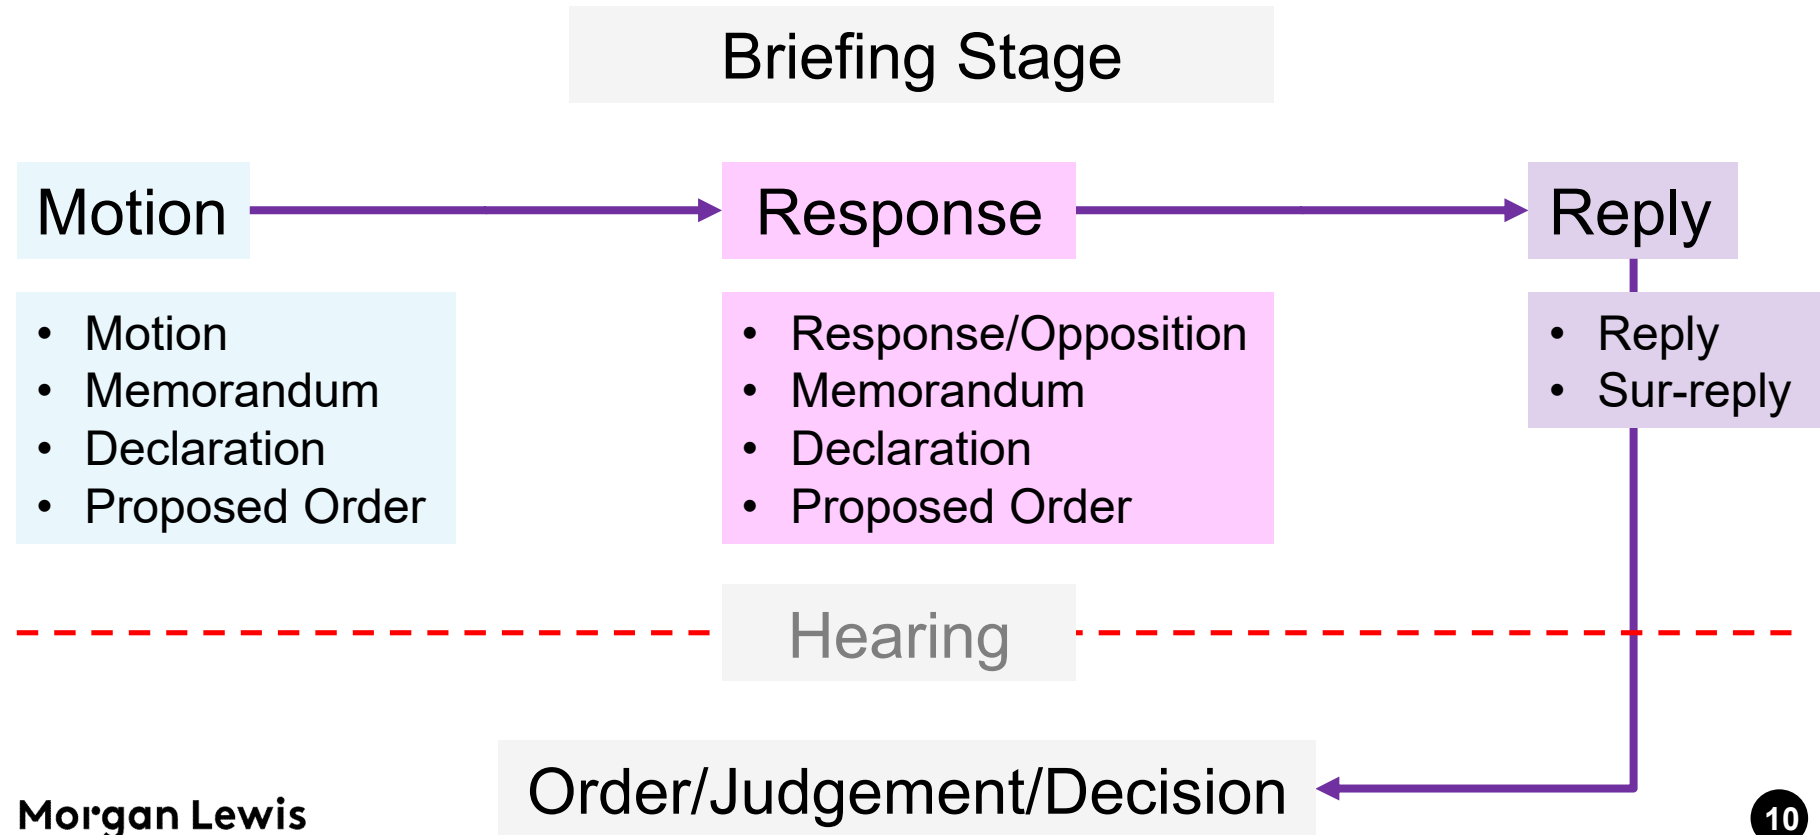 Briefing Stage
Motion
Response
Reply
• Motion
• Memorandum
• Declaration
• Proposed Order
• Response/Opposition
• Memorandum
• Declaration
• Proposed Order
• Reply
• Sur-reply
Hearing
Order/Judgement/Decision
Morgan Lewis
10